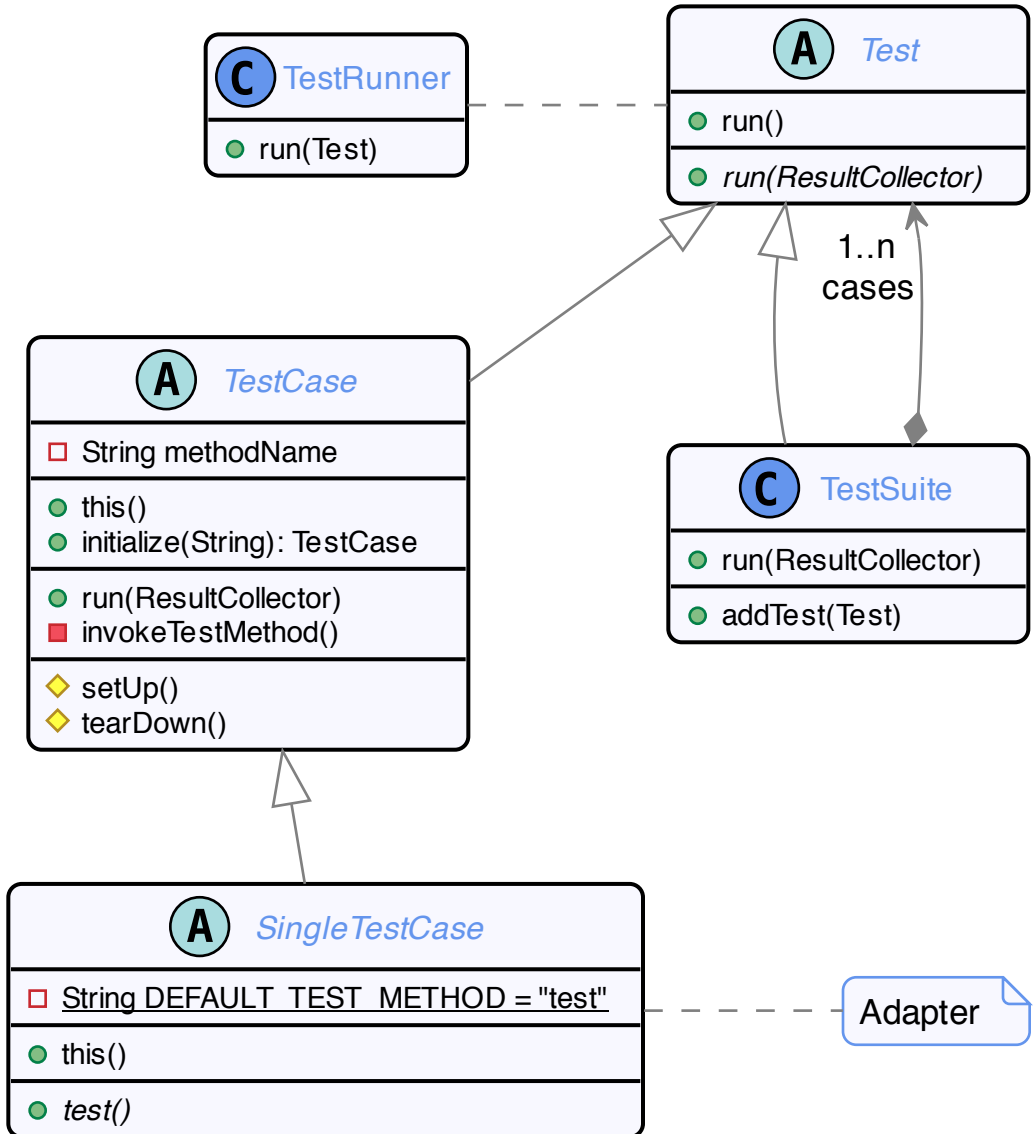 C TestRunner
run(Test)
A Test
run()
run(ResultCollector)
1..n
cases
A TestCase
String methodName
this()
initialize(String): TestCase
run(ResultCollector)
invokeTestMethod()
setUp()
tearDown()
C TestSuite
run(ResultCollector)
addTest(Test)
A SingleTestCase
String DEFAULT_TEST_METHOD = "test"
this()
test()
Adapter